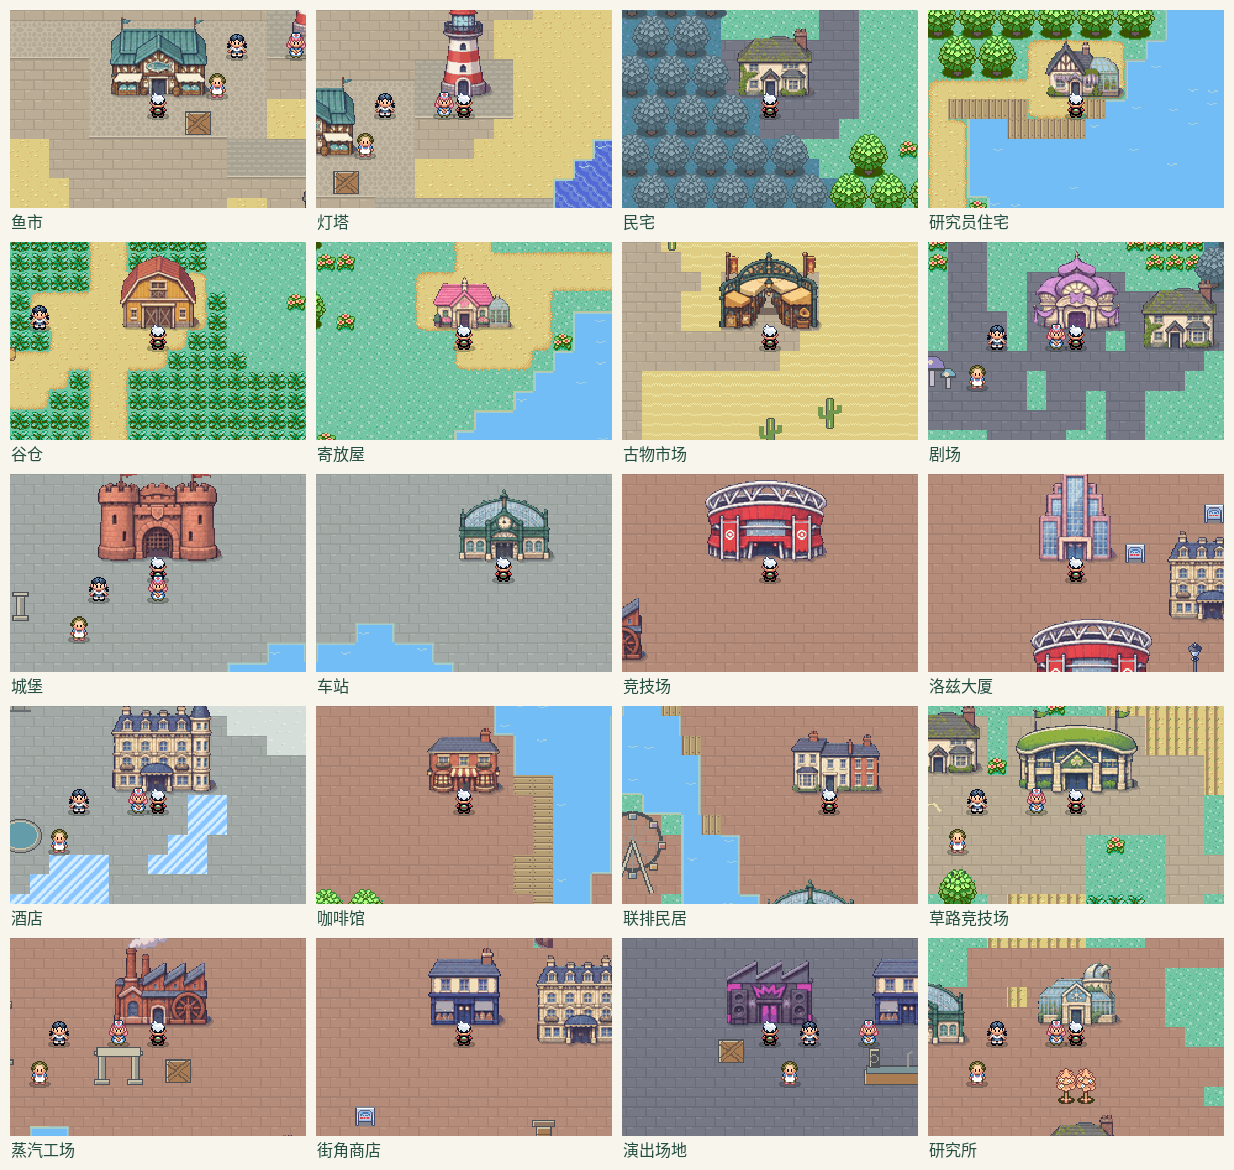 鱼市
灯塔
民宅
研究员住宅
谷仓
寄放屋
古物市场
剧场
城堡
车站
竞技场
洛兹大厦
酒店
咖啡馆
联排民居
草路竞技场
蒸汽工场
街角商店
演出场地
研究所